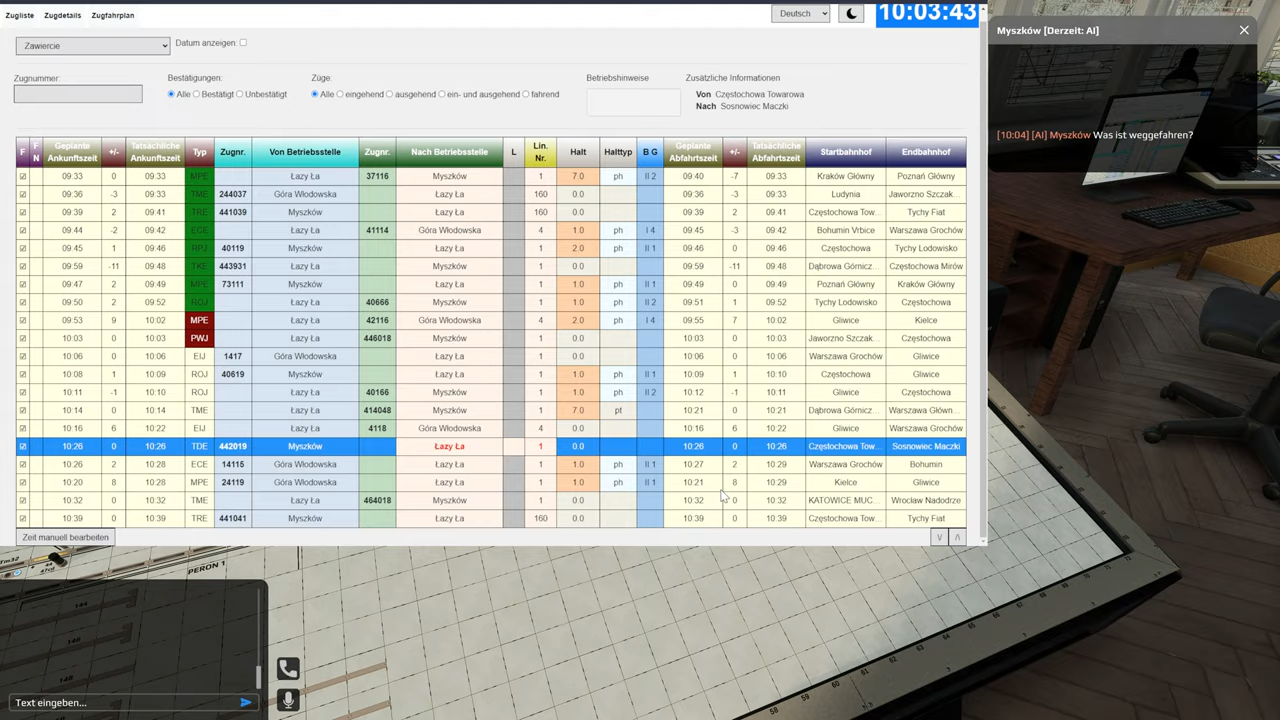 Zugliste Zugdetails Zugfahrplan Deutsch 10:03:43
Zawiercie Datum anzeigen:
Zugnummer: Bestätigungen: Züge: Betriebshinweise Zusätzliche Informationen
Alle Bestätigt Unbestätigt Alle eingehend ausgehend ein- und ausgehend fahrend Von Częstochowa Towarowa
Nach Sosnowiec Maczki
F F N Geplante Ankunftszeit +/- Tatsächliche Ankunftszeit Typ Zugnr. Von Betriebsstelle Zugnr. Nach Betriebsstelle L Lin. Nr. Halt Halttyp B G Geplante Abfahrtszeit +/- Tatsächliche Abfahrtszeit Startbahnhof Endbahnhof
09:33 0 09:33 MPE Łazy Ła 37116 Myszków 1 7.0 ph II 2 09:40 -7 09:33 Kraków Główny Poznań Główny
09:36 -3 09:33 TME 244037 Góra Włodowska Łazy Ła 160 0.0 09:36 -3 09:33 Ludynia Jaworzno Szczak...
09:39 2 09:41 TRE 441039 Myszków Łazy Ła 160 0.0 09:39 2 09:41 Częstochowa Tow... Tychy Fiat
09:44 -2 09:42 ECE Łazy Ła 41114 Góra Włodowska 4 1.0 ph I 4 09:45 -3 09:42 Bohumin Vrbice Warszawa Grochów
09:45 1 09:46 RPJ 40119 Myszków Łazy Ła 1 2.0 ph II 1 09:46 0 09:46 Częstochowa Tychy Lodowisko
09:59 -11 09:48 TKE 443931 Łazy Ła Myszków 1 0.0 09:59 -11 09:48 Dąbrowa Górnicz... Częstochowa Mirów
09:47 2 09:49 MPE 73111 Myszków Łazy Ła 1 1.0 ph II 1 09:49 0 09:49 Poznań Główny Kraków Główny
09:50 2 09:52 ROJ Łazy Ła 40666 Myszków 1 1.0 ph II 2 09:51 1 09:52 Tychy Lodowisko Częstochowa
09:53 9 10:02 MPE Łazy Ła 42116 Góra Włodowska 4 2.0 ph I 4 09:55 7 10:02 Gliwice Kielce
10:03 0 10:03 PWJ Łazy Ła 446018 Myszków 1 0.0 10:03 0 10:03 Jaworzno Szczak... Częstochowa
10:06 0 10:06 EIJ 1417 Góra Włodowska Łazy Ła 1 0.0 10:06 0 10:06 Warszawa Grochów Gliwice
10:08 1 10:09 ROJ 40619 Myszków Łazy Ła 1 1.0 ph II 1 10:09 1 10:10 Częstochowa Gliwice
10:11 -1 10:10 ROJ Łazy Ła 40166 Myszków 1 1.0 ph II 2 10:12 -1 10:11 Gliwice Częstochowa
10:14 0 10:14 TME Łazy Ła 414048 Myszków 1 7.0 pt 10:21 0 10:21 Dąbrowa Górnicz... Warszawa Główn...
10:16 6 10:22 EIJ Łazy Ła 4118 Góra Włodowska 4 0.0 10:16 6 10:22 Gliwice Warszawa Grochów
10:26 0 10:26 TDE 442019 Myszków Łazy Ła 1 0.0 10:26 0 10:26 Częstochowa Tow... Sosnowiec Maczki
10:26 2 10:28 ECE 14115 Góra Włodowska Łazy Ła 1 1.0 ph II 1 10:27 2 10:29 Warszawa Grochów Bohumin
10:20 8 10:28 MPE 24119 Góra Włodowska Łazy Ła 1 1.0 ph II 1 10:21 8 10:29 Kielce Gliwice
10:32 0 10:32 TME Łazy Ła 464018 Myszków 1 0.0 10:32 0 10:32 KATOWICE MUC... Wrocław Nadodrze
10:39 0 10:39 TRE 441041 Myszków Łazy Ła 160 0.0 10:39 0 10:39 Częstochowa Tow... Tychy Fiat
Zeit manuell bearbeiten
Myszków [Derzeit: AI]
[10:04] [AI] Myszków Was ist weggefahren?
Tm32
PERON 1
144
146
Text eingeben...